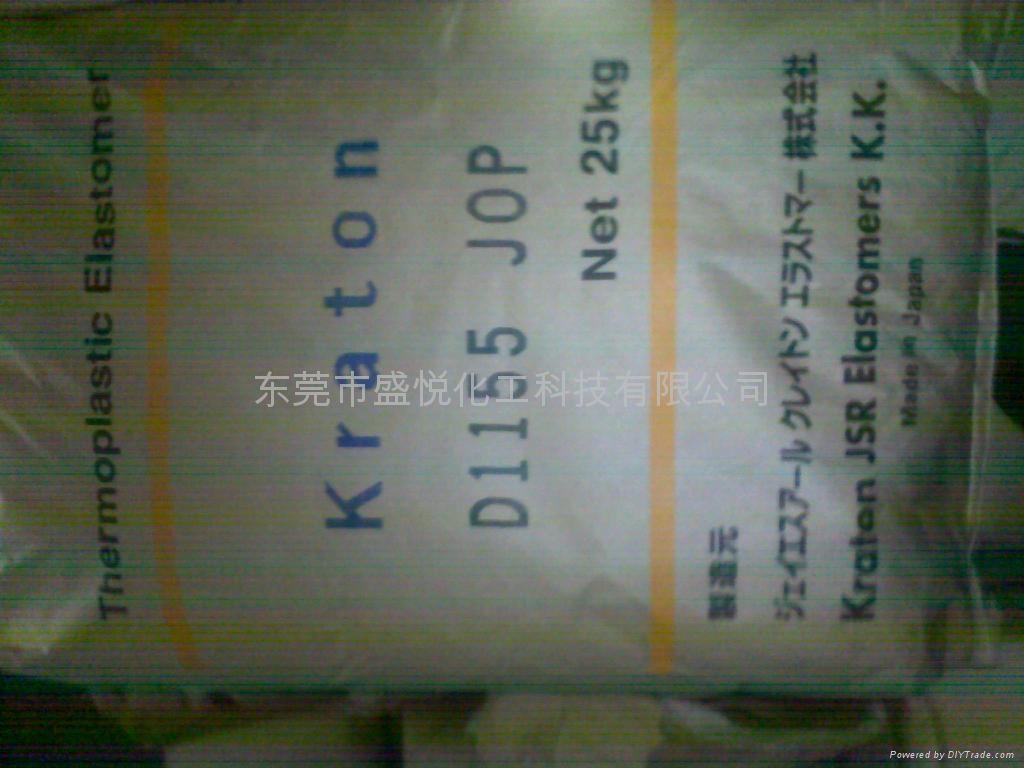 Thermoplastic Elastomer
Kraton
D1155 JOP
Net 25kg
製造元
ジェイエスアール クレイトン エラストマー 株式会社
Kraton JSR Elastomers K.K.
Made in Japan
东莞市盛悦化工科技有限公司
Powered by DIYTrade.com